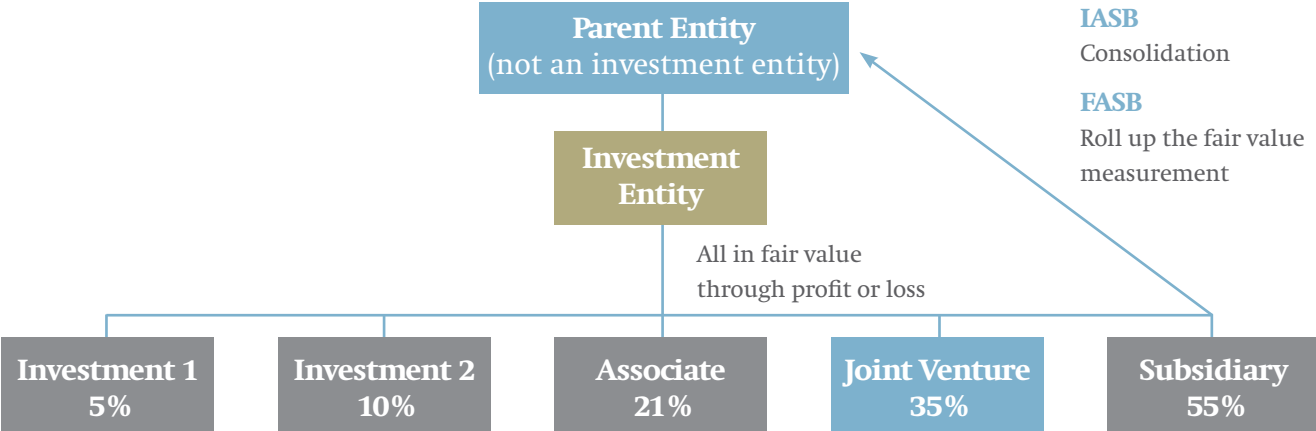 Parent Entity
(not an investment entity)
IASB
Consolidation
FASB
Roll up the fair value
measurement
Investment
Entity
All in fair value
through profit or loss
Investment 1
5%
Investment 2
10%
Associate
21%
Joint Venture
35%
Subsidiary
55%